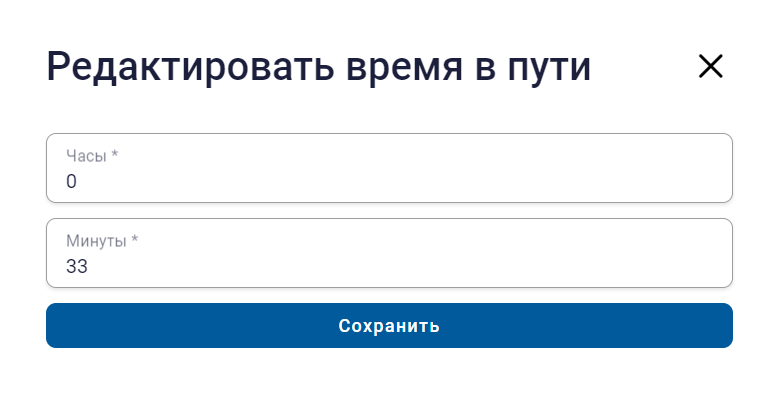 Редактировать время в пути
Часы *
0
Минуты *
33
Сохранить